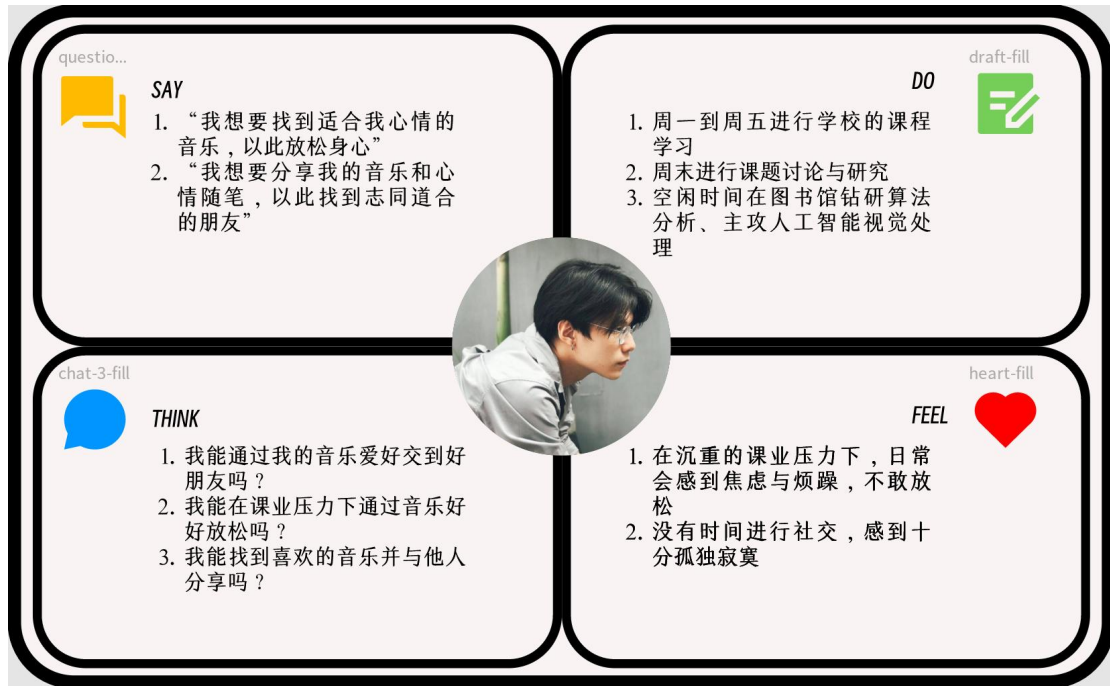 questio...
SAY
1. “我想要找到适合我心情的
音乐，以此放松身心”
2. “我想要分享我的音乐和心
情随笔，以此找到志同道合
的朋友”
draft-fill
DO
1. 周一到周五进行学校的课程
学习
2. 周末进行课题讨论与研究
3. 空闲时间在图书馆钻研算法
分析、主攻人工智能视觉处
理
chat-3-fill
THINK
1. 我能通过我的音乐爱好交到好
朋友吗？
2. 我能在课业压力下通过音乐好
好放松吗？
3. 我能找到喜欢的音乐并与他人
分享吗？
heart-fill
FEEL
1. 在沉重的课业压力下，日常
会感到焦虑与烦躁，不敢放
松
2. 没有时间进行社交，感到十
分孤独寂寞